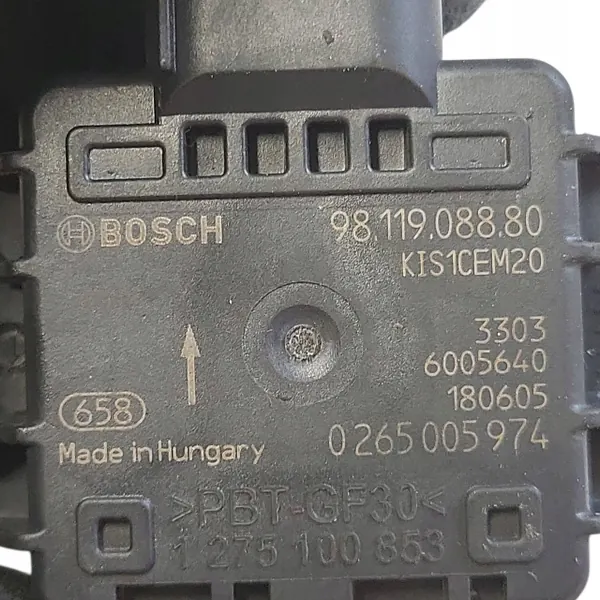 BOSCH 98.119.088.80
KIS1CEM20
3303
6005640
180605
658
Made in Hungary 0 265 005 974
>PBT-GF30<
1 275 100 853